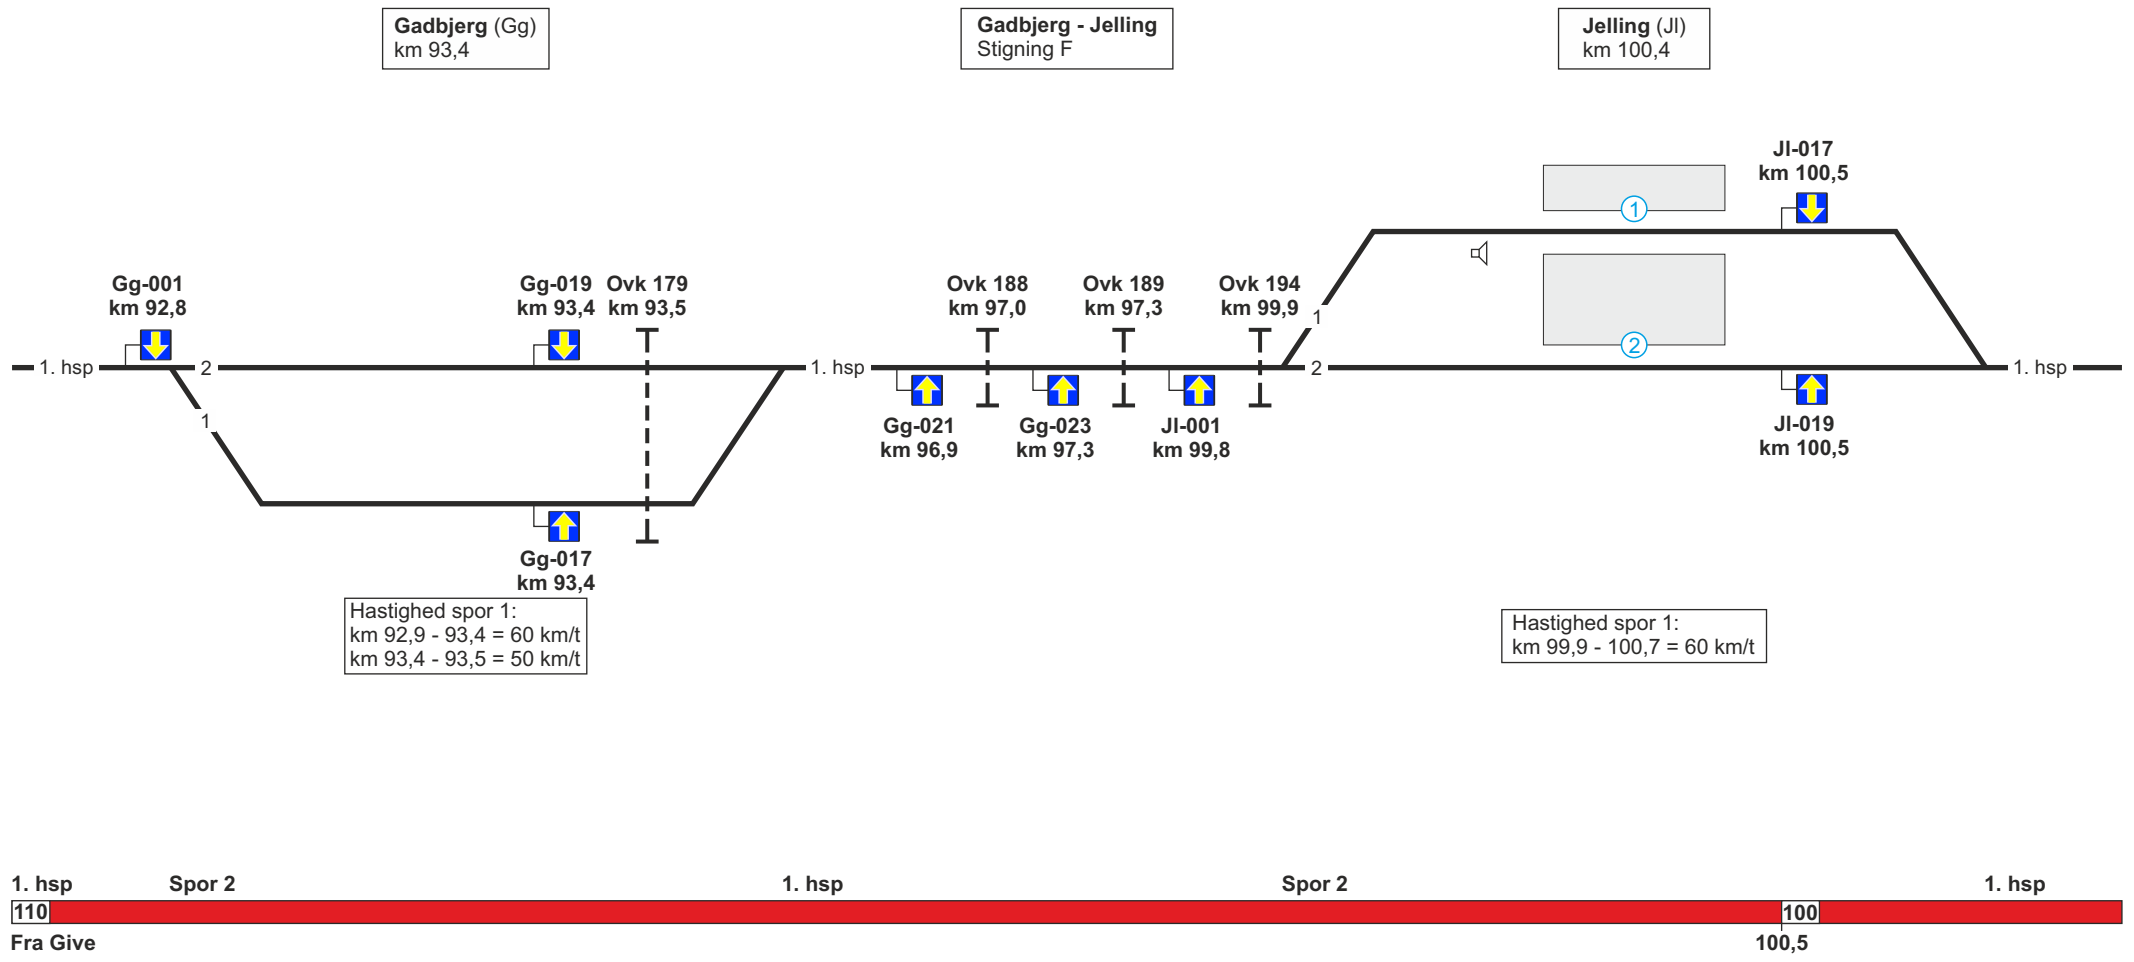 Gadbjerg (Gg)
km 93,4
Gadbjerg - Jelling
Stigning F
Jelling (Jl)
km 100,4
Jl-017
km 100,5
1
Gg-001
km 92,8
Gg-019
km 93,4
Ovk 179
km 93,5
Ovk 188
km 97,0
Ovk 189
km 97,3
Ovk 194
km 99,9
1
2
1. hsp
2
1. hsp
2
1. hsp
1
Gg-021
km 96,9
Gg-023
km 97,3
Jl-001
km 99,8
Jl-019
km 100,5
Gg-017
km 93,4
Hastighed spor 1:
km 92,9 - 93,4 = 60 km/t
km 93,4 - 93,5 = 50 km/t
Hastighed spor 1:
km 99,9 - 100,7 = 60 km/t
1. hsp
Spor 2
1. hsp
Spor 2
1. hsp
110
100
Fra Give
100,5